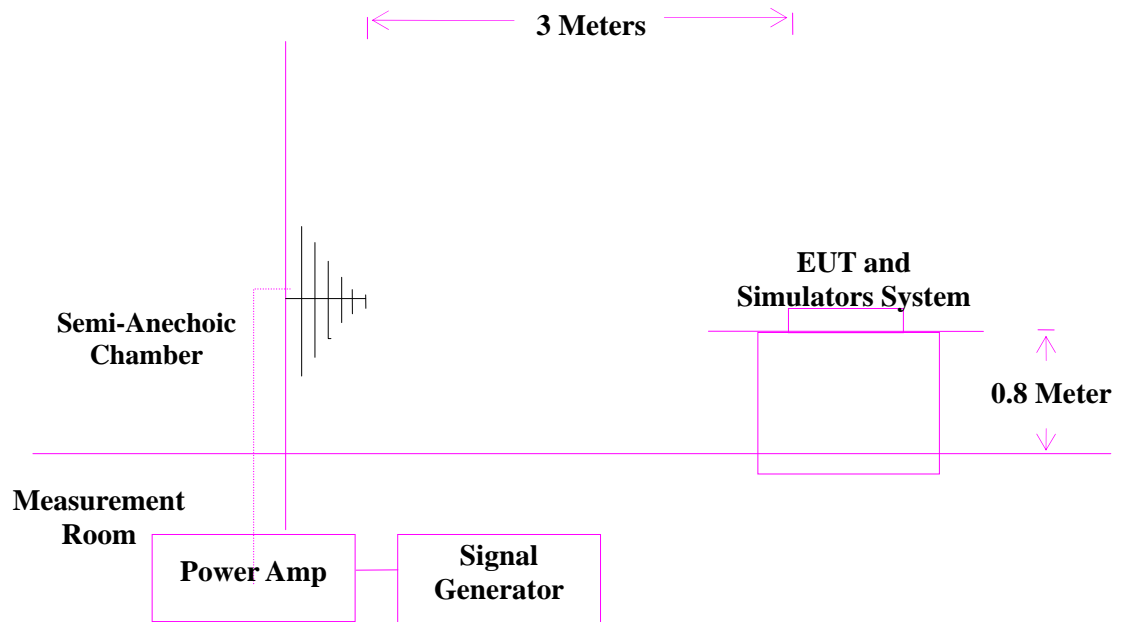 3 Meters
EUT and
Simulators System
Semi-Anechoic
Chamber
0.8 Meter
Measurement
Room
Power Amp
Signal
Generator